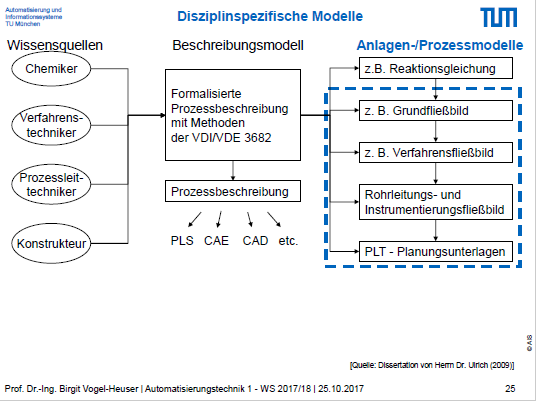 Automatisierung und
Informationssysteme
TU München
Disziplinspezifische Modelle
TUM
Wissensquellen
Beschreibungsmodell
Anlagen-/Prozessmodelle
Chemiker
Verfahrens-
techniker
Prozessleit-
techniker
Konstrukteur
Formalisierte
Prozessbeschreibung
mit Methoden
der VDI/VDE 3682
Prozessbeschreibung
PLS CAE CAD etc.
z.B. Reaktionsgleichung
z. B. Grundfließbild
z. B. Verfahrensfließbild
Rohrleitungs- und
Instrumentierungsfließbild
PLT - Planungsunterlagen
© AIS
[Quelle: Dissertation von Herrn Dr. Ulrich (2009)]
Prof. Dr.-Ing. Birgit Vogel-Heuser | Automatisierungstechnik 1 - WS 2017/18 | 25.10.2017
25